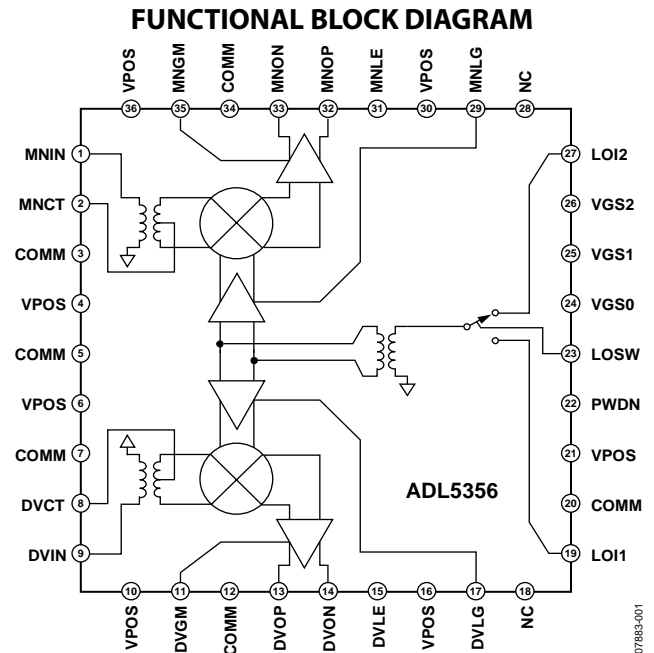 FUNCTIONAL BLOCK DIAGRAM
VPOS
MNGM
COMM
MNON
MNOP
MNLE
VPOS
MNLG
NC
36
35
34
33
32
31
30
29
28
MNIN 1
MNCT 2
COMM 3
VPOS 4
COMM 5
VPOS 6
COMM 7
DVCT 8
DVIN 9
27 LOI2
26 VGS2
25 VGS1
24 VGS0
23 LOSW
22 PWDN
21 VPOS
20 COMM
19 LOI1
ADL5356
10
11
12
13
14
15
16
17
18
VPOS
DVGM
COMM
DVOP
DVON
DVLE
VPOS
DVLG
NC
07883-001